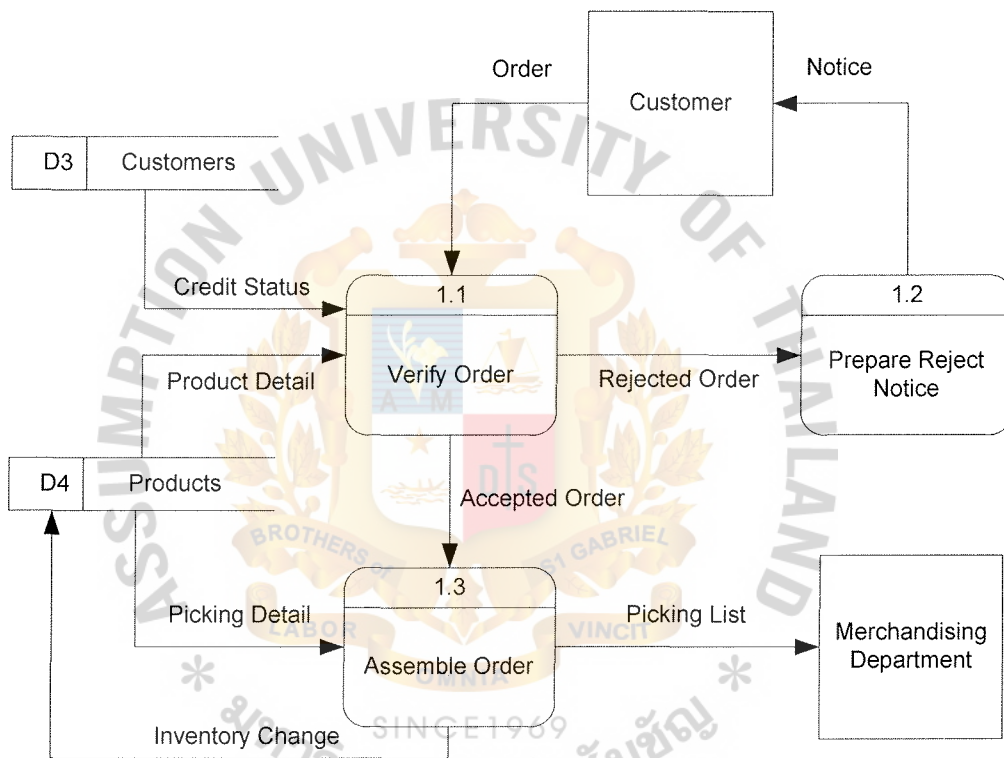 Order
Notice
Customer
D3
Customers
Credit Status
1.1
1.2
Product Detail
Verify Order
Rejected Order
Prepare Reject
Notice
D4
Products
Accepted Order
1.3
Picking Detail
Picking List
Merchandising
Department
Assemble Order
Inventory Change
ASSUMPTION UNIVERSITY OF THAILAND
A M
D S
BROTHERS OF
ST GABRIEL
LABOR
VINCIT
OMNIA
SINCE1969